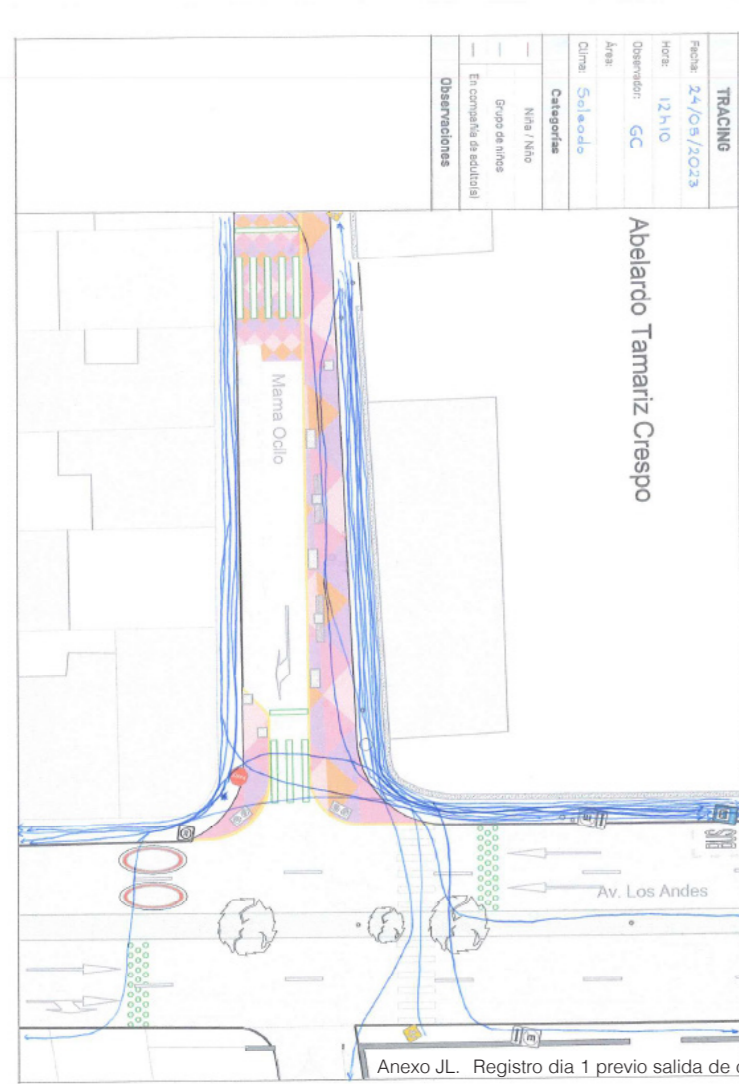 TRACING
Fecha: 24/03/2023
Hora: 12h10
Observador: GC
Área:
Clima: Soleado
Categorías
Niña / Niño
Grupo de niños
En compañía de adulto(s)
Observaciones
Abelardo Tamariz Crespo
Mama Ocllo
Av. Los Andes
E
E
Anexo JL. Registro dia 1 previo salida de c